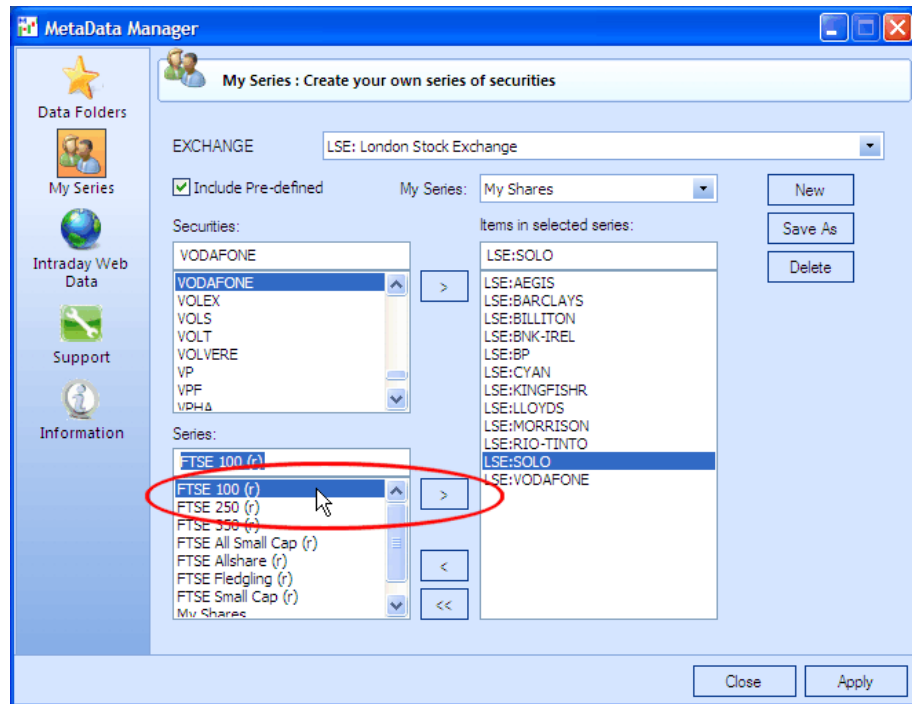 MetaData Manager
Data Folders
My Series
Intraday Web
Data
Support
Information
My Series : Create your own series of securities
EXCHANGE
LSE: London Stock Exchange
Include Pre-defined
My Series:
My Shares
New
Save As
Delete
Securities:
VODAFONE
VODAFONE
VOLEX
VOLS
VOLT
VOLVERE
VP
VPF
VPHA
>
Series:
FTSE 100 (r)
FTSE 100 (r)
FTSE 250 (r)
FTSE 350 (r)
FTSE All Small Cap (r)
FTSE Allshare (r)
FTSE Fledgling (r)
FTSE Small Cap (r)
My Shares
>
<
<<
Items in selected series:
LSE:SOLO
LSE:AEGIS
LSE:BARCLAYS
LSE:BILLITON
LSE:BNK-IREL
LSE:BP
LSE:CYAN
LSE:KINGFISHR
LSE:LLOYDS
LSE:MORRISON
LSE:RIO-TINTO
LSE:SOLO
LSE:VODAFONE
Close
Apply